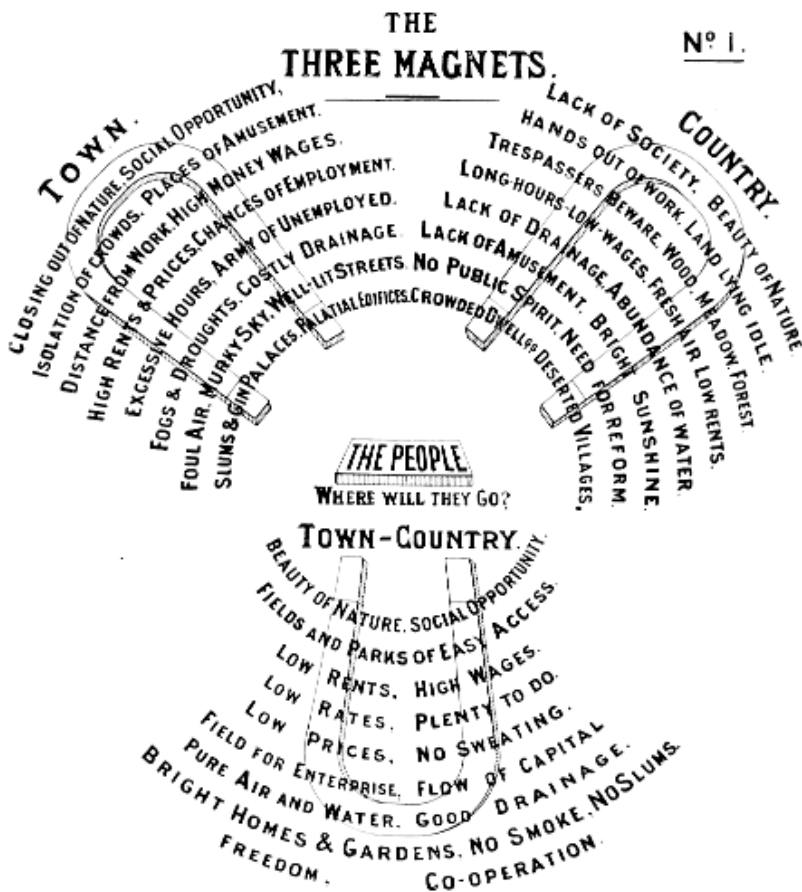 THE
THREE MAGNETS.
Nº 1.
TOWN.
CLOSING OUT OF NATURE. SOCIAL OPPORTUNITY,
ISOLATION OF CROWDS. PLACES OF AMUSEMENT.
DISTANCE FROM WORK. HIGH MONEY WAGES.
HIGH RENTS & PRICES. CHANCES OF EMPLOYMENT.
EXCESSIVE HOURS. ARMY OF UNEMPLOYED.
FOGS & DROUGHTS. COSTLY DRAINAGE.
FOUL AIR. MURKY SKY. WELL-LIT STREETS.
SLUMS & GIN PALACES. PALATIAL EDIFICES.
COUNTRY.
LACK OF SOCIETY. BEAUTY OF NATURE.
HANDS OUT OF WORK. LAND LYING IDLE.
TRESPASSERS BEWARE. WOOD, MEADOW, FOREST.
LONG-HOURS-LOW-WAGES. FRESH AIR LOW RENTS.
LACK OF DRAINAGE. ABUNDANCE OF WATER.
LACK OF AMUSEMENT. BRIGHT SUNSHINE.
NO PUBLIC SPIRIT. NEED FOR REFORM.
CROWDED DWELLGS DESERTED VILLAGES,
THE PEOPLE
WHERE WILL THEY GO?
TOWN-COUNTRY.
BEAUTY OF NATURE. SOCIAL OPPORTUNITY.
FIELDS AND PARKS OF EASY ACCESS.
LOW RENTS, HIGH WAGES.
LOW RATES, PLENTY TO DO.
LOW PRICES, NO SWEATING.
FIELD FOR ENTERPRISE, FLOW OF CAPITAL
PURE AIR AND WATER. GOOD DRAINAGE.
BRIGHT HOMES & GARDENS. NO SMOKE, NO SLUMS.
FREEDOM. CO-OPERATION.